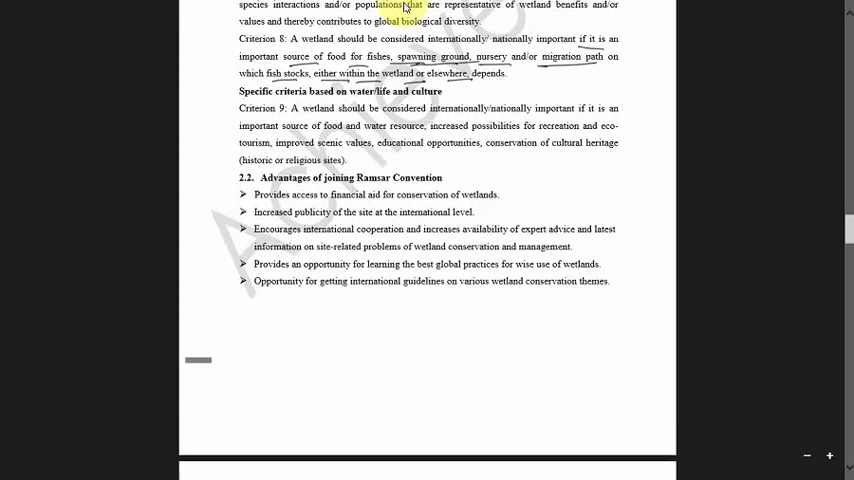 species interactions and/or populations that are representative of wetland benefits and/or
values and thereby contributes to global biological diversity.
Criterion 8: A wetland should be considered internationally/ nationally important if it is an
important source of food for fishes, spawning ground, nursery and/or migration path on
which fish stocks, either within the wetland or elsewhere, depends.
Specific criteria based on water/life and culture
Criterion 9: A wetland should be considered internationally/nationally important if it is an
important source of food and water resource, increased possibilities for recreation and eco-
tourism, improved scenic values, educational opportunities, conservation of cultural heritage
(historic or religious sites).
2.2. Advantages of joining Ramsar Convention
➢ Provides access to financial aid for conservation of wetlands.
➢ Increased publicity of the site at the international level.
➢ Encourages international cooperation and increases availability of expert advice and latest
information on site-related problems of wetland conservation and management.
➢ Provides an opportunity for learning the best global practices for wise use of wetlands.
➢ Opportunity for getting international guidelines on various wetland conservation themes.
Achieve